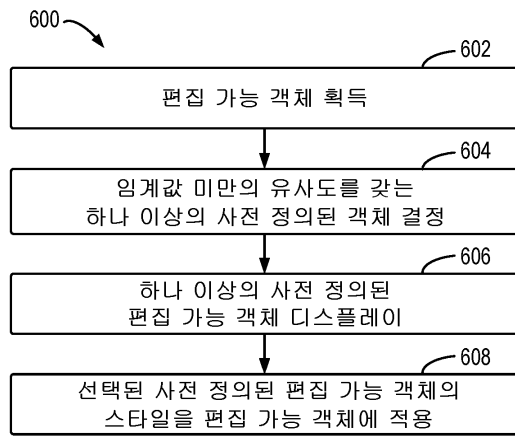 600
602
편집 가능 객체 획득
604
임계값 미만의 유사도를 갖는
하나 이상의 사전 정의된 객체 결정
606
하나 이상의 사전 정의된
편집 가능 객체 디스플레이
608
선택된 사전 정의된 편집 가능 객체의
스타일을 편집 가능 객체에 적용